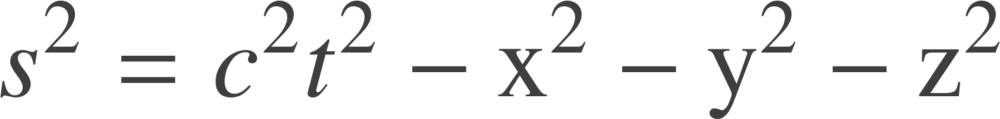 s² = c²t² − x² − y² − z²